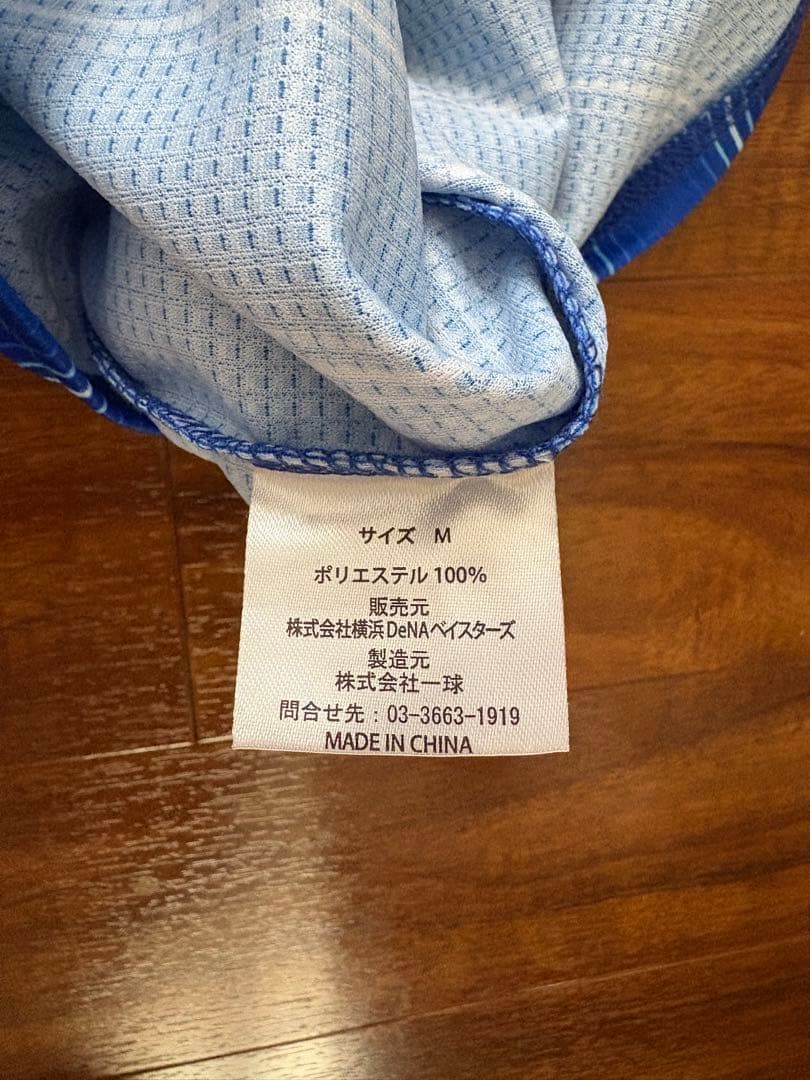 サイズ M
ポリエステル 100%
販売元
株式会社横浜DeNAベイスターズ
製造元
株式会社一球
問合せ先：03-3663-1919
MADE IN CHINA